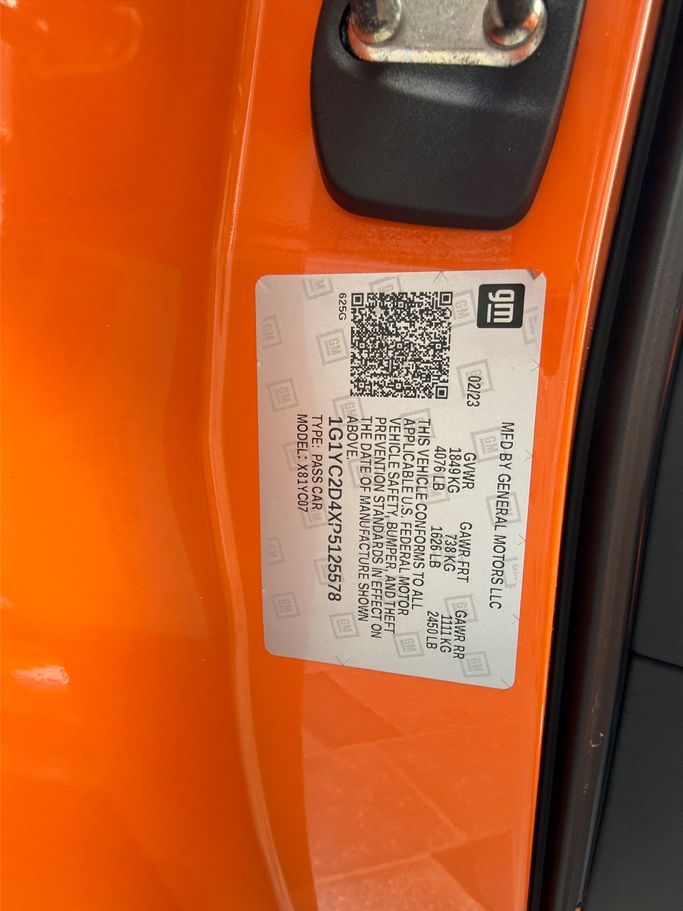 gm
02/23
MFD BY GENERAL MOTORS LLC
GVWR GAWR FRT GAWR RR
1849 KG 738 KG 1111 KG
4076 LB 1626 LB 2450 LB
THIS VEHICLE CONFORMS TO ALL
APPLICABLE U.S. FEDERAL MOTOR
VEHICLE SAFETY, BUMPER, AND THEFT
PREVENTION STANDARDS IN EFFECT ON
THE DATE OF MANUFACTURE SHOWN
ABOVE.
1G1YC2D4XP5125578
TYPE: PASS CAR
MODEL: X81YC07
625G